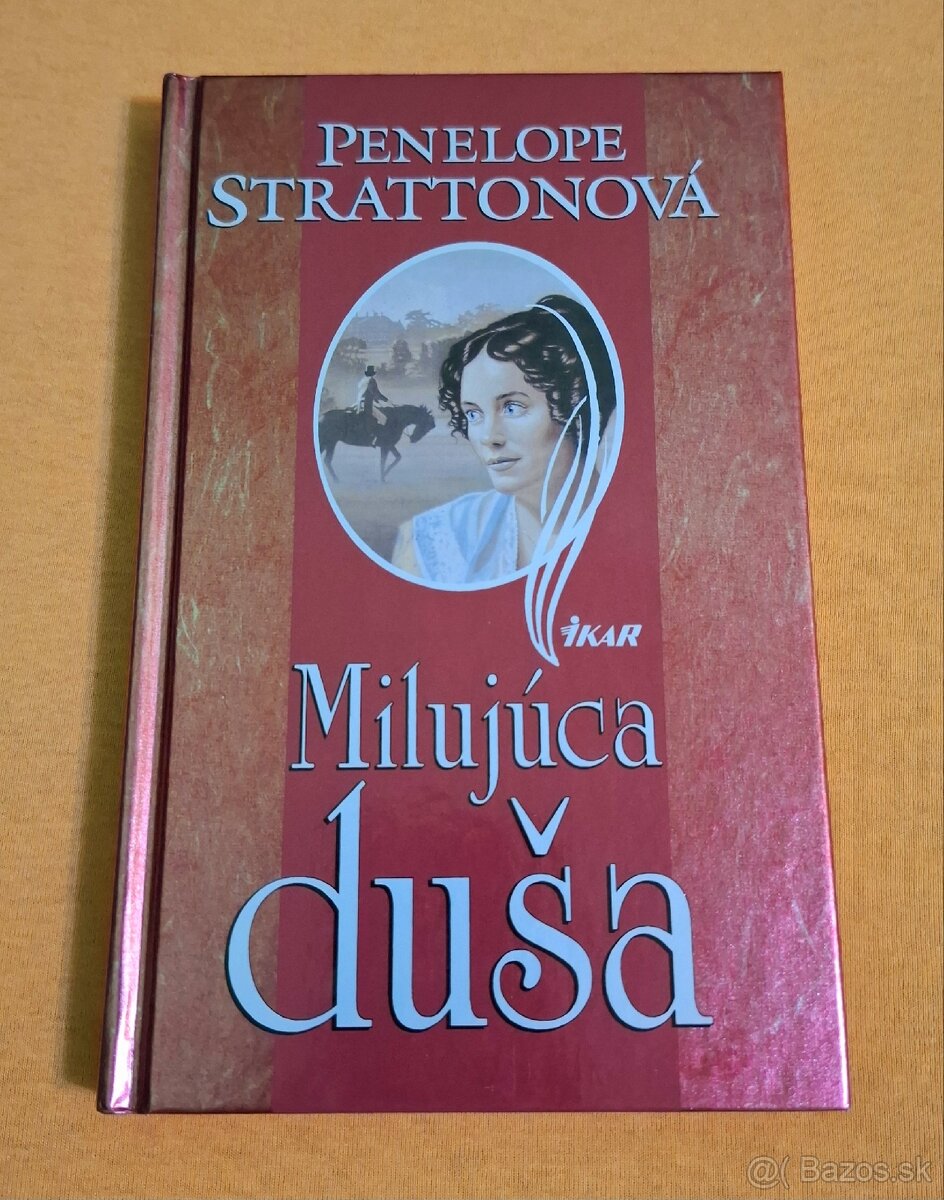 PENELOPE
STRATTONOVÁ
iKAR
Milujúca
duša
@( Bazos.sk